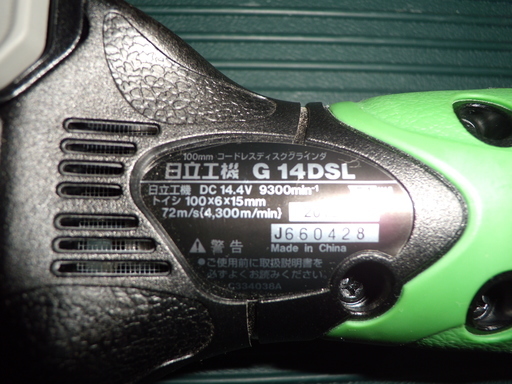 100mm コードレスディスクグラインダ
日立工機 G 14DSL
日立工機 DC 14.4V 9300min⁻¹
トイシ 100×6×15mm
72m/s{4,300m/min}
J660428
Made in China
警告
●ご使用前に取扱説明書を
必ずよくお読みください。
C334038A